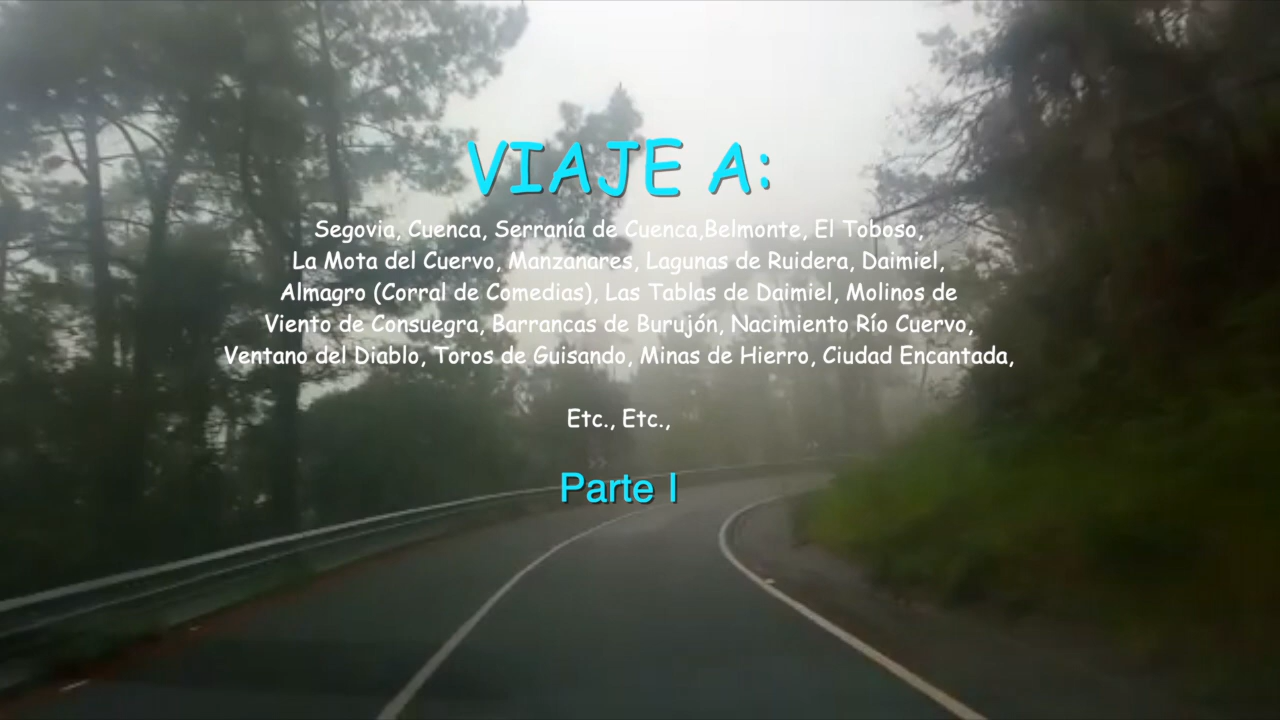 VIAJE A:
Segovia, Cuenca, Serranía de Cuenca,Belmonte, El Toboso,
La Mota del Cuervo, Manzanares, Lagunas de Ruidera, Daimiel,
Almagro (Corral de Comedias), Las Tablas de Daimiel, Molinos de
Viento de Consuegra, Barrancas de Burujón, Nacimiento Río Cuervo,
Ventano del Diablo, Toros de Guisando, Minas de Hierro, Ciudad Encantada,
Etc., Etc.,
Parte I